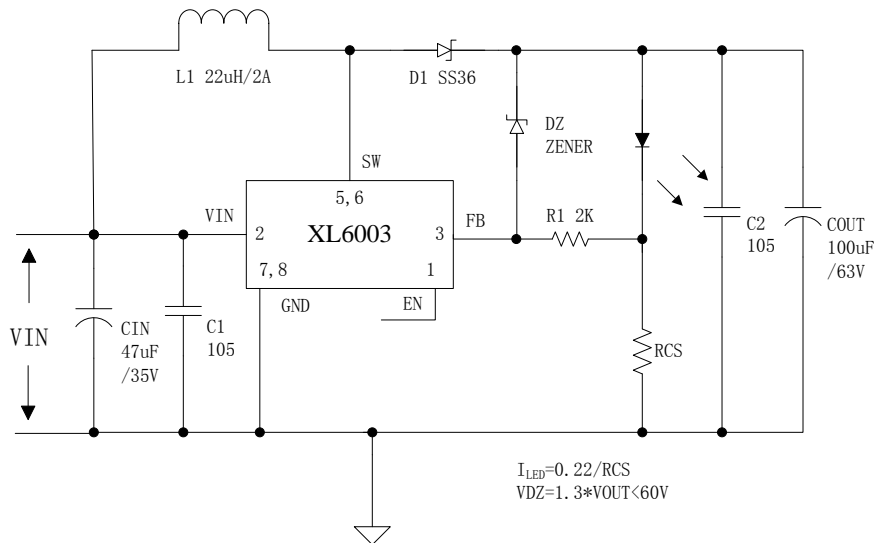 L1 22uH/2A
D1 SS36
DZ
ZENER
SW
5,6
VIN
2
XL6003
3
FB
R1 2K
7,8
1
GND
EN
C2
105
COUT
100uF
/63V
VIN
CIN
47uF
/35V
C1
105
RCS
ILED=0.22/RCS
VDZ=1.3*VOUT<60V